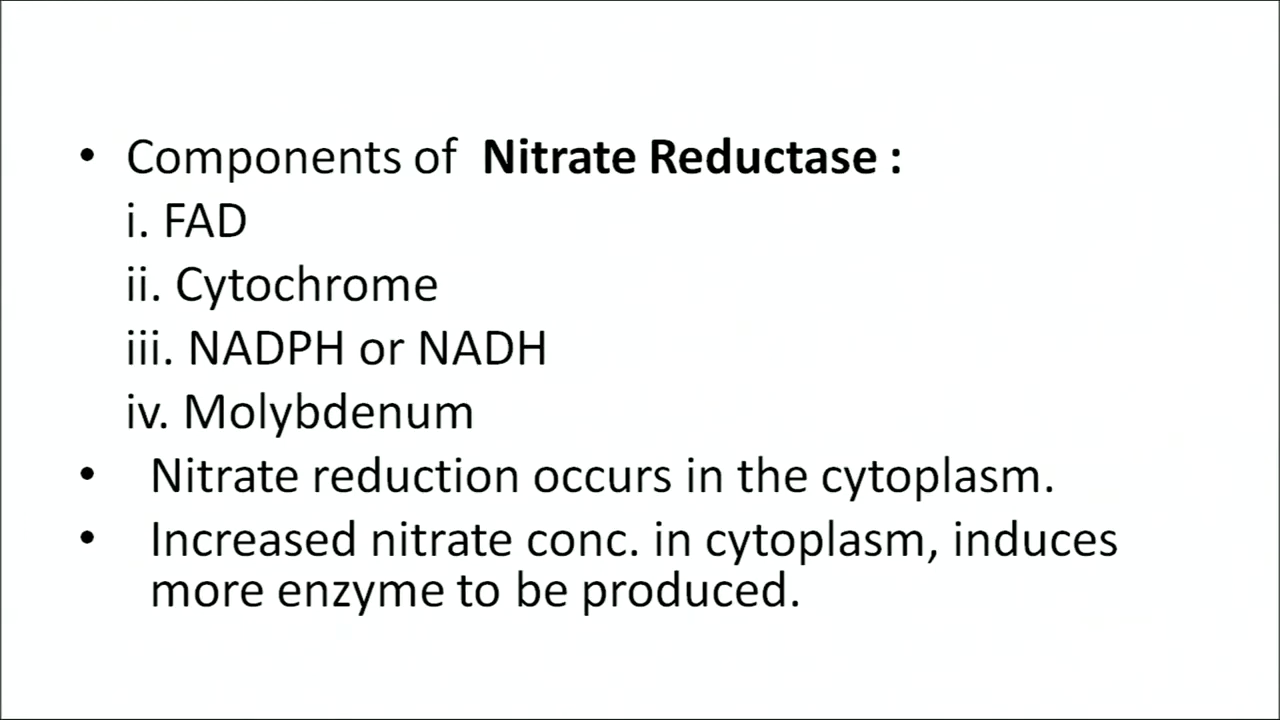 • Components of Nitrate Reductase :
i. FAD
ii. Cytochrome
iii. NADPH or NADH
iv. Molybdenum
• Nitrate reduction occurs in the cytoplasm.
• Increased nitrate conc. in cytoplasm, induces
more enzyme to be produced.